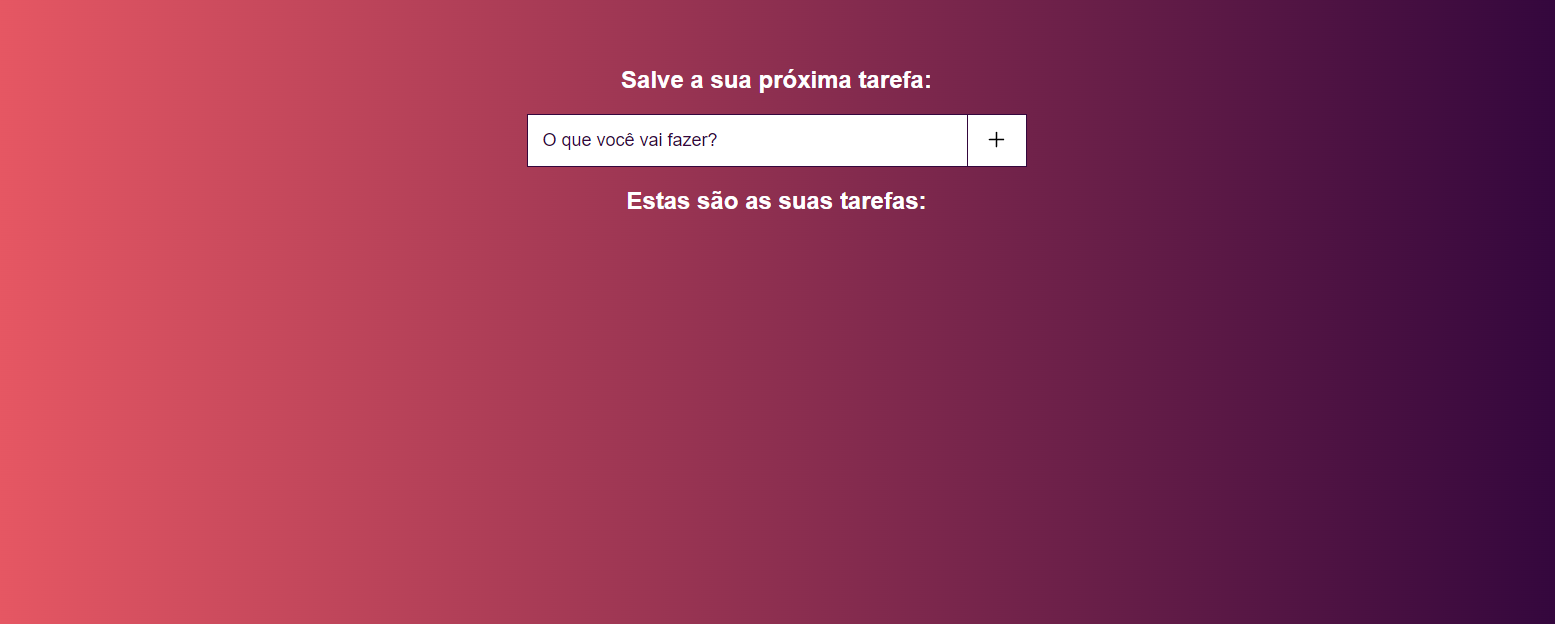 Salve a sua próxima tarefa:
O que você vai fazer?
Estas são as suas tarefas: